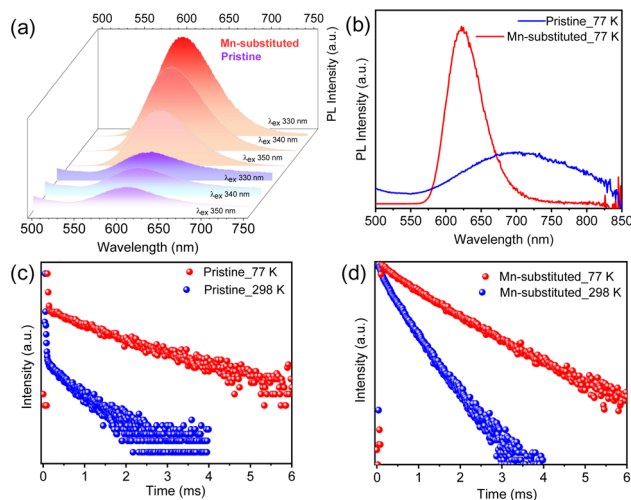 (a)
500 550 600 650 700 750
Mn-substituted
Pristine
PL Intensity (a.u.)
λex 330 nm
λex 340 nm
λex 350 nm
λex 330 nm
λex 340 nm
λex 350 nm
500 550 600 650 700 750
Wavelength (nm)
(b)
Pristine_77 K
Mn-substituted_77 K
PL Intensity (a.u.)
500 550 600 650 700 750 800 850
Wavelength (nm)
(c)
Pristine_77 K
Pristine_298 K
Intensity (a.u.)
0 1 2 3 4 5 6
Time (ms)
(d)
Mn-substituted_77 K
Mn-substituted_298 K
Intensity (a.u.)
0 1 2 3 4 5 6
Time (ms)